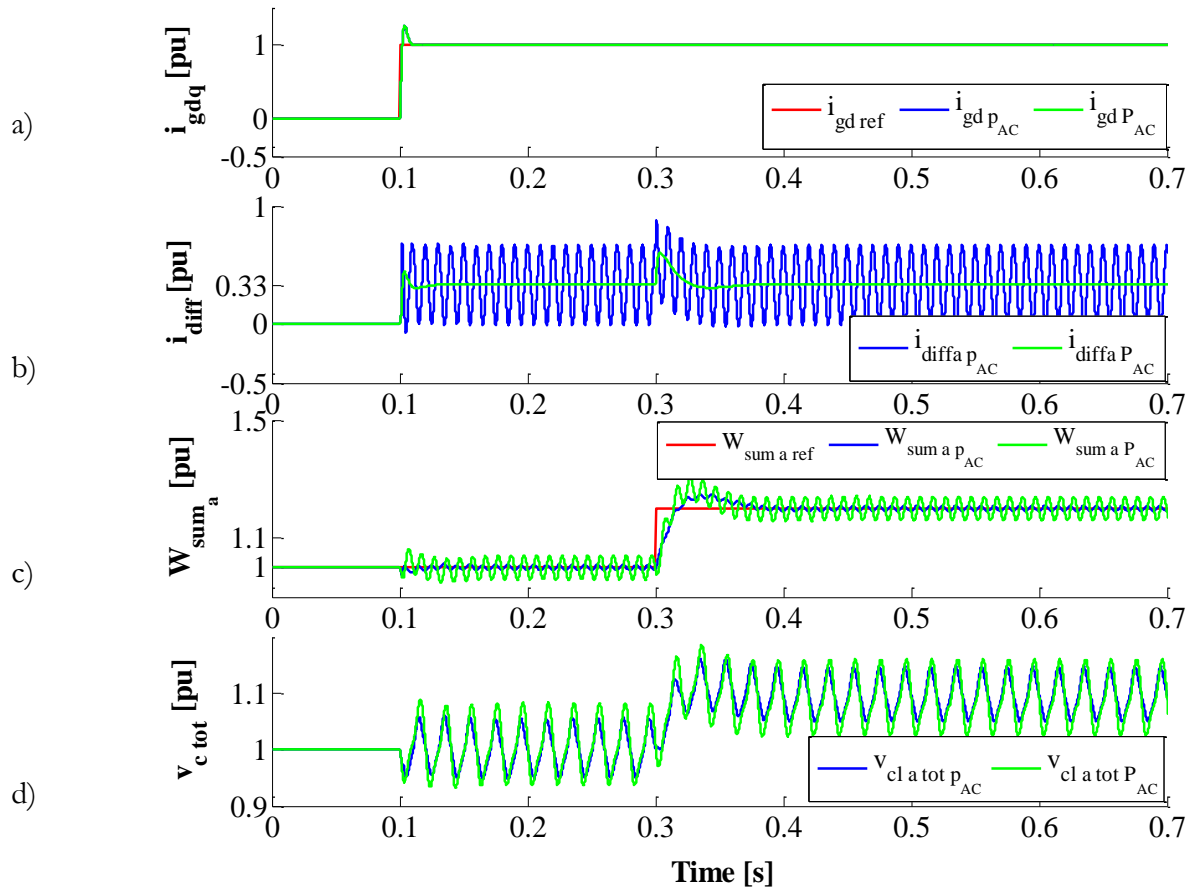 a)
i_gdq [pu]
1
0
-0.5
i_gd ref i_gd p_AC i_gd P_AC
0 0.1 0.2 0.3 0.4 0.5 0.6 0.7
b)
i_diff [pu]
1
0.33
0
-0.5
i_diffa p_AC i_diffa P_AC
0 0.1 0.2 0.3 0.4 0.5 0.6 0.7
c)
W_sum_a [pu]
1.5
1.1
1
W_sum a ref W_sum a p_AC W_sum a P_AC
0 0.1 0.2 0.3 0.4 0.5 0.6 0.7
d)
v_c tot [pu]
1.1
1
0.9
v_cl a tot p_AC v_cl a tot P_AC
0 0.1 0.2 0.3 0.4 0.5 0.6 0.7
Time [s]